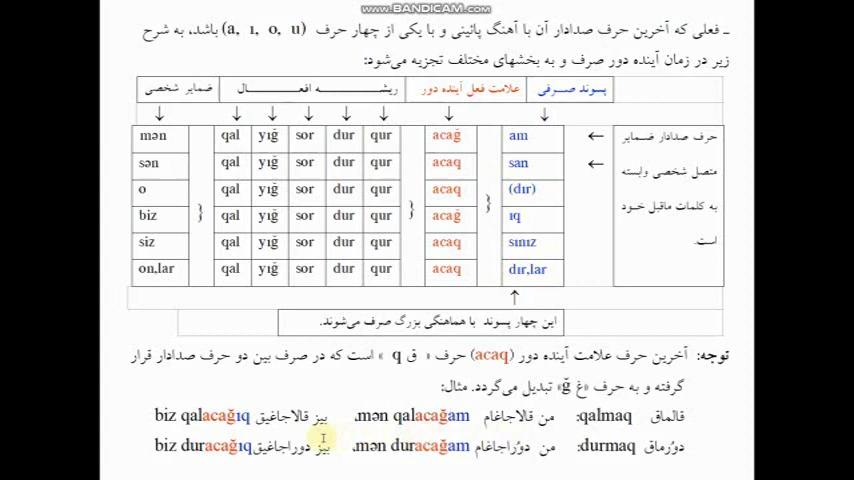 WWW.BANDICAM.COM
ـ فعلی که آخرین حرف صدادار آن با آهنگ پائینی و با یکی از چهار حرف (a, ı, o, u) باشد، به شرح
زیر در زمان آینده دور صرف و به بخشهای مختلف تجزیه می‌شود:
ضمایر شخصی ریشه افعال علامت فعل آینده دور پسوند صرفی
mən qal yığ sor dur qur acağ am ← حرف صدادار ضمایر
sən qal yığ sor dur qur acaq san ← متصل شخصی وابسته
o qal yığ sor dur qur acaq (dır)
biz qal yığ sor dur qur acağ ıq به کلمات ماقبل خود
siz qal yığ sor dur qur acaq sınız است.
on,lar qal yığ sor dur qur acaq dır,lar
این چهار پسوند با هماهنگی بزرگ صرف می‌شوند.
توجه: آخرین حرف علامت آینده دور (acaq) حرف « ق q » است که در صرف بین دو حرف صدادار قرار
گرفته و به حرف «غ ğ» تبدیل می‌گردد. مثال:
قالماق qalmaq: من قالاجاغام mən qalacağam, بیز قالاجاغیق biz qalacağıq
دوُرماق durmaq: من دوُراجاغام mən duracağam, بیز دوراجاغیق biz duracağıq